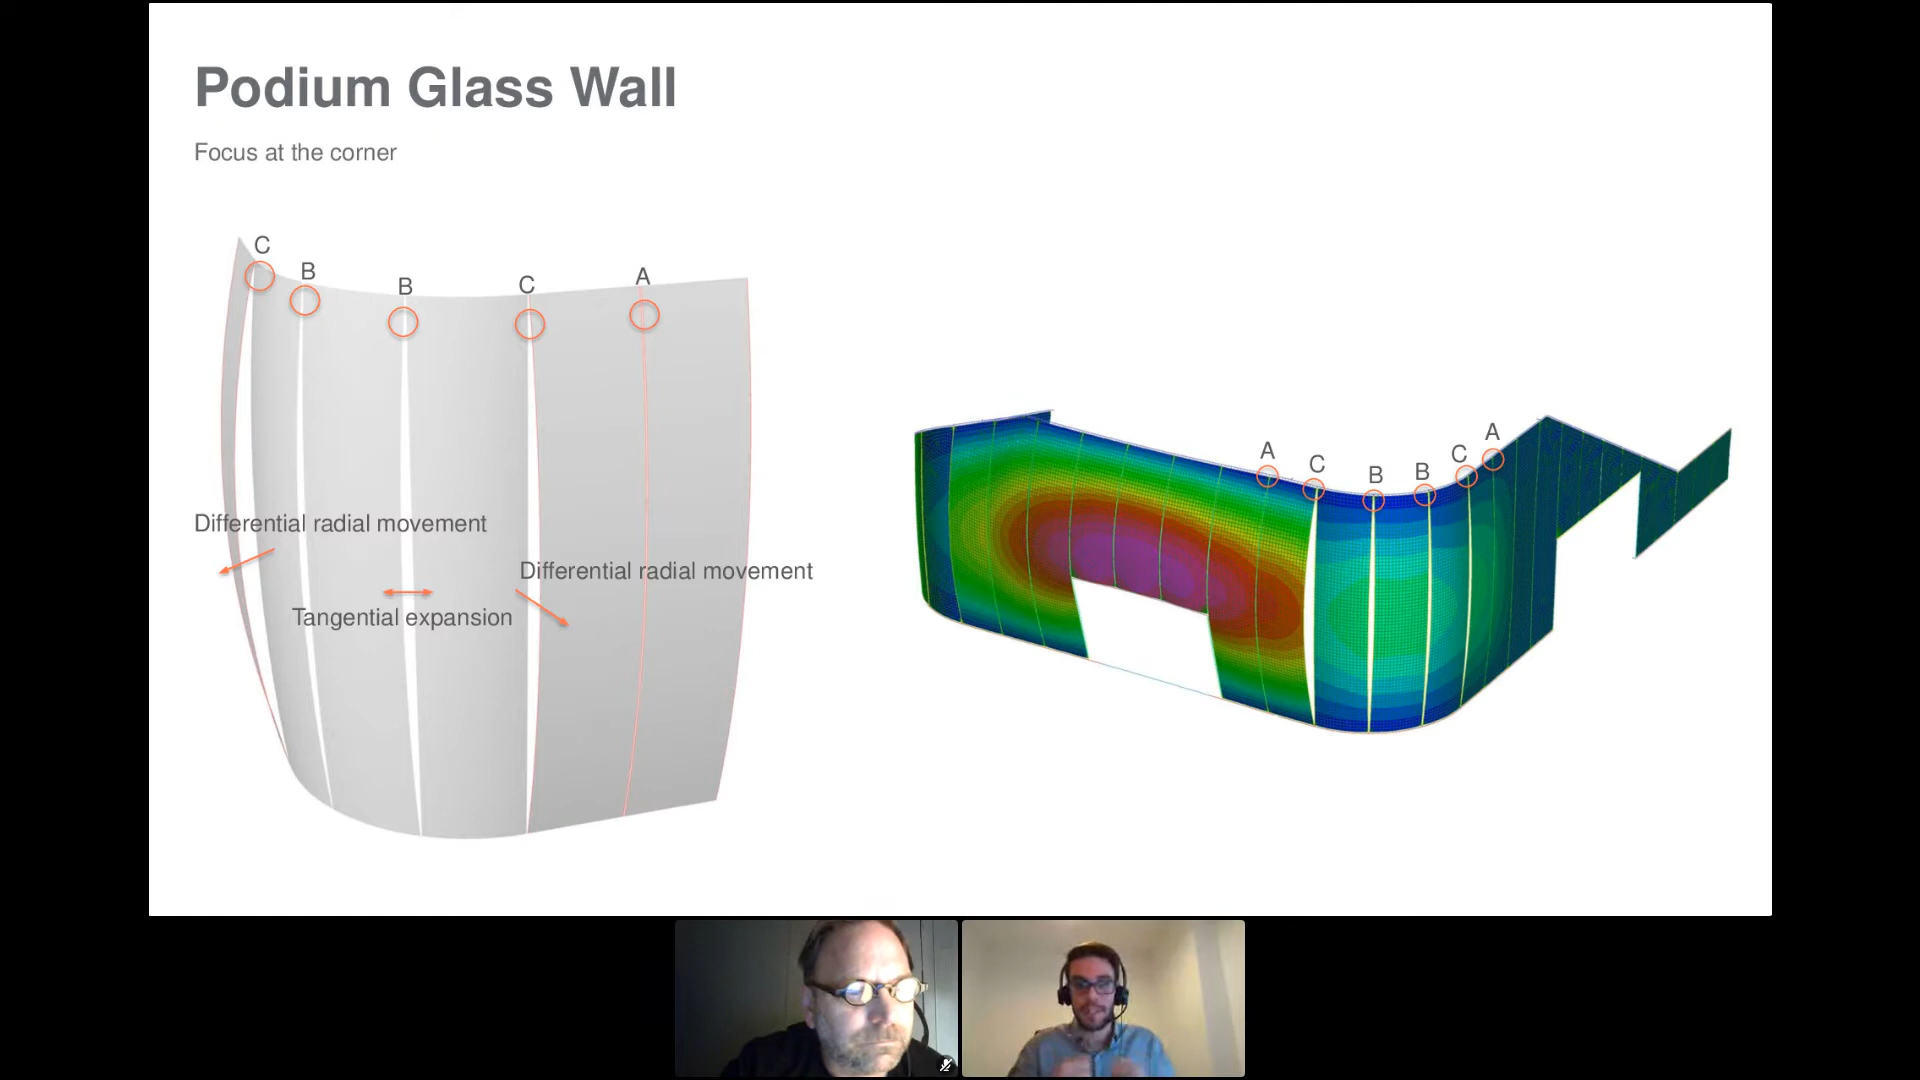 Podium Glass Wall
Focus at the corner
C
B
B
C
A
Differential radial movement
Differential radial movement
Tangential expansion
A
C
B
B
C
A